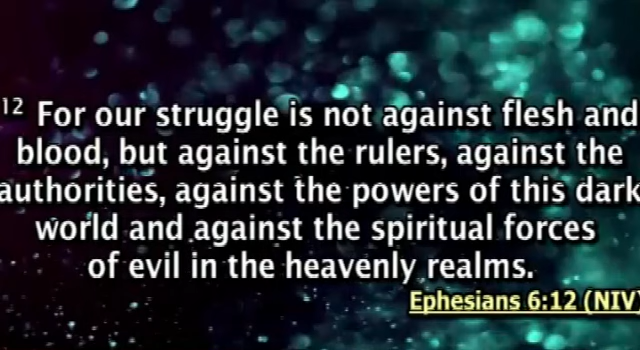 12 For our struggle is not against flesh and
blood, but against the rulers, against the
authorities, against the powers of this dark
world and against the spiritual forces
of evil in the heavenly realms.
Ephesians 6:12 (NIV)